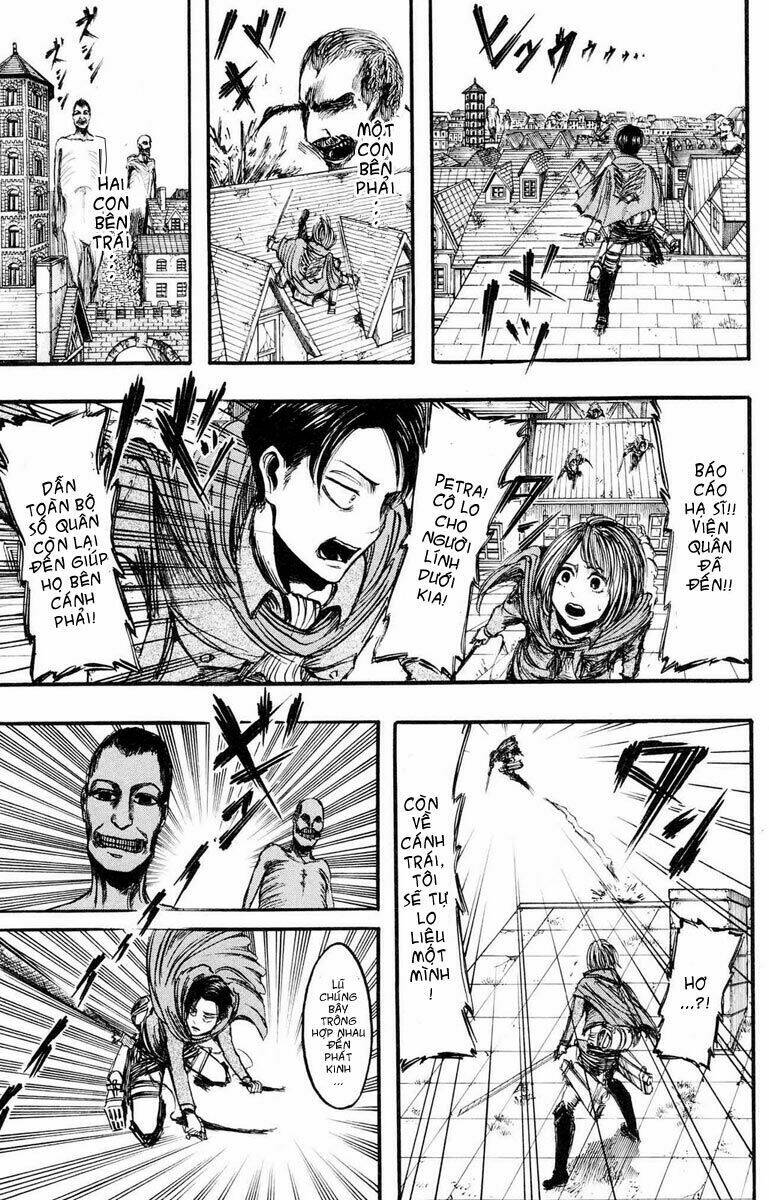 MỘT
CON BÊN
PHẢI
...
HAI
CON BÊN
TRÁI
...
BÁO
CÁO
HẠ SĨ!!
VIỆN
QUÂN
ĐÃ
ĐẾN!!
PETRA!
CÔ LO
CHO
NGƯỜI
LÍNH
DƯỚI
KIA!
DẪN
TOÀN BỘ
SỐ QUÂN
CÒN LẠI
ĐẾN GIÚP
HỌ BÊN
CÁNH
PHẢI!
HƠ
...?!
CÒN
VỀ
CÁNH
TRÁI,
TÔI
SẼ TỰ
LO
LIỆU
MỘT
MÌNH
!
LŨ
CHÚNG
BÂY
TRÔNG
HỢP NHAU
ĐẾN
PHÁT
KINH
...